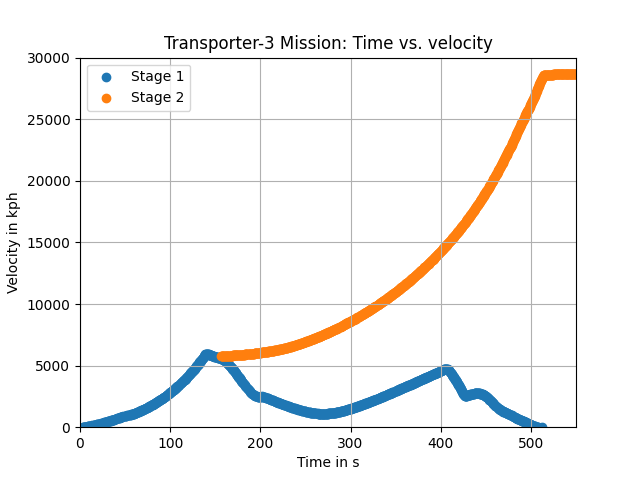 Transporter-3 Mission: Time vs. velocity
Velocity in kph
30000
25000
20000
15000
10000
5000
0
Stage 1
Stage 2
0 100 200 300 400 500
Time in s